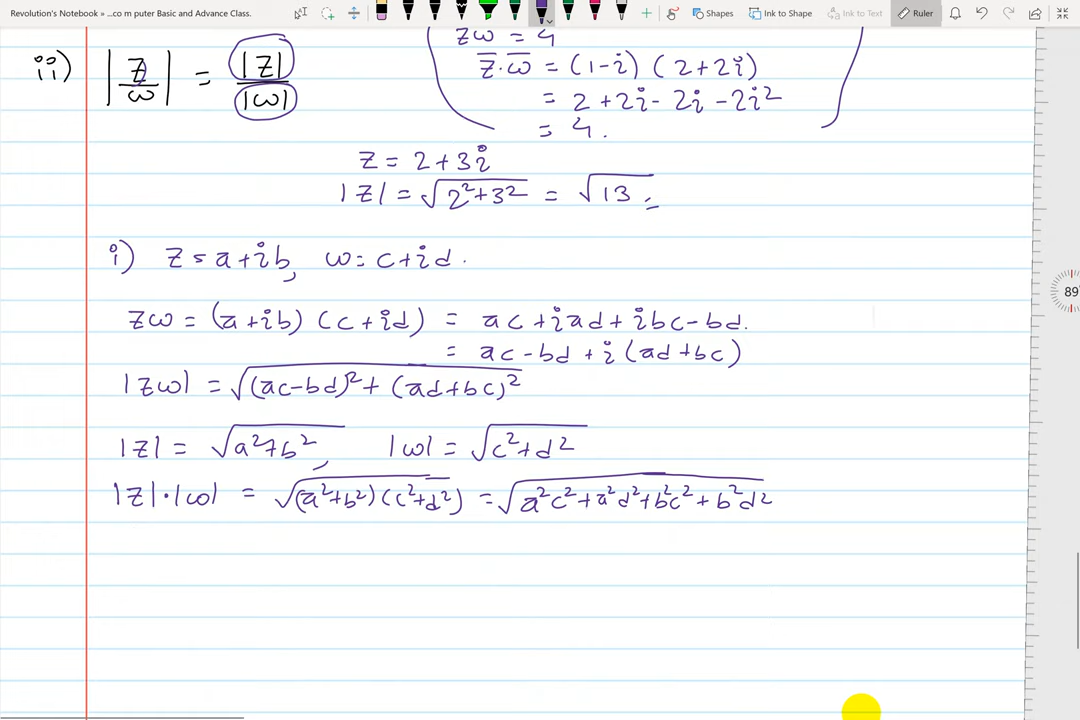 Revolution's Notebook » ...co m puter Basic and Advance Class.
Shapes Ink to Shape Ink to Text Ruler
zω = 4
ii) |z/ω| = |z|/|ω|
z̅·ω̅ = (1-i) (2+2i)
= 2+2i-2i-2i²
= 4.
z = 2+3i
|z| = √(2²+3²) = √13
89
i) z = a+ib, ω = c+id.
zω = (a+ib) (c+id) = ac+iad+ibc-bd.
= ac-bd+i(ad+bc)
|zω| = √((ac-bd)²+(ad+bc)²)
|z| = √(a²+b²), |ω| = √(c²+d²)
|z|·|ω| = √((a²+b²)(c²+d²)) = √(a²c²+a²d²+b²c²+b²d²)